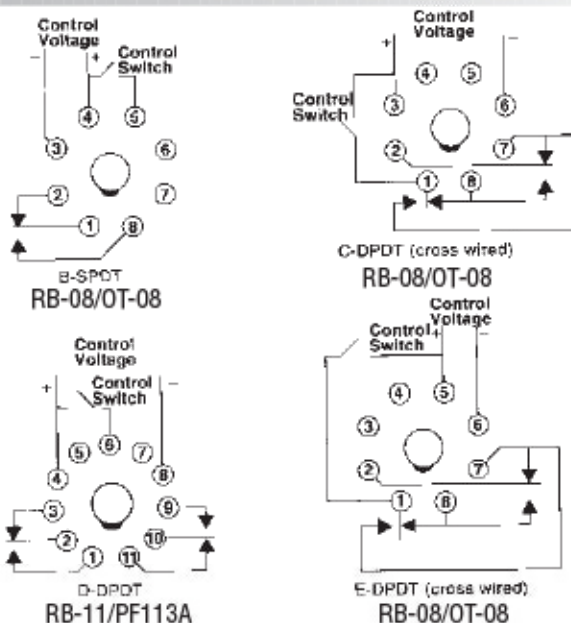 Control
Voltage
−
+
Control
Switch
4
5
3
6
2
7
1
8
B-SPDT
RB-08/OT-08
Control
Voltage
+
−
Control
Switch
4
5
3
6
2
7
1
8
C-DPDT (cross wired)
RB-08/OT-08
Control
Voltage
+
−
Control
Switch
6
5
7
4
8
3
9
2
10
1
11
D-DPDT
RB-11/PF113A
Control
Voltage
Control
Switch
+
−
4
5
3
6
2
7
1
8
E-DPDT (cross wired)
RB-08/OT-08